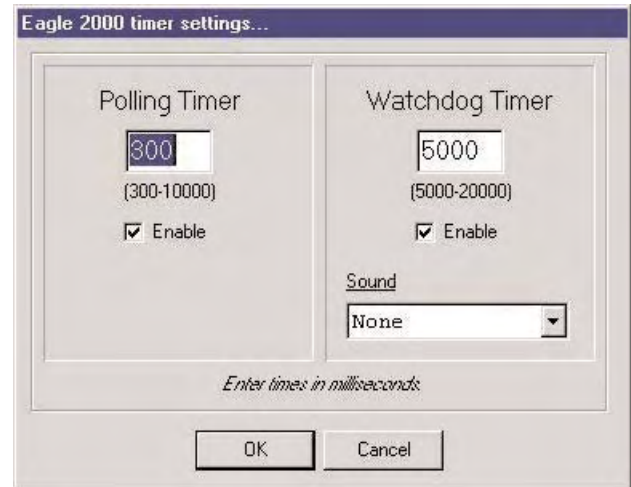 Eagle 2000 timer settings...
Polling Timer
300
(300-10000)
Enable
Watchdog Timer
5000
(5000-20000)
Enable
Sound
None
Enter times in milliseconds.
OK
Cancel